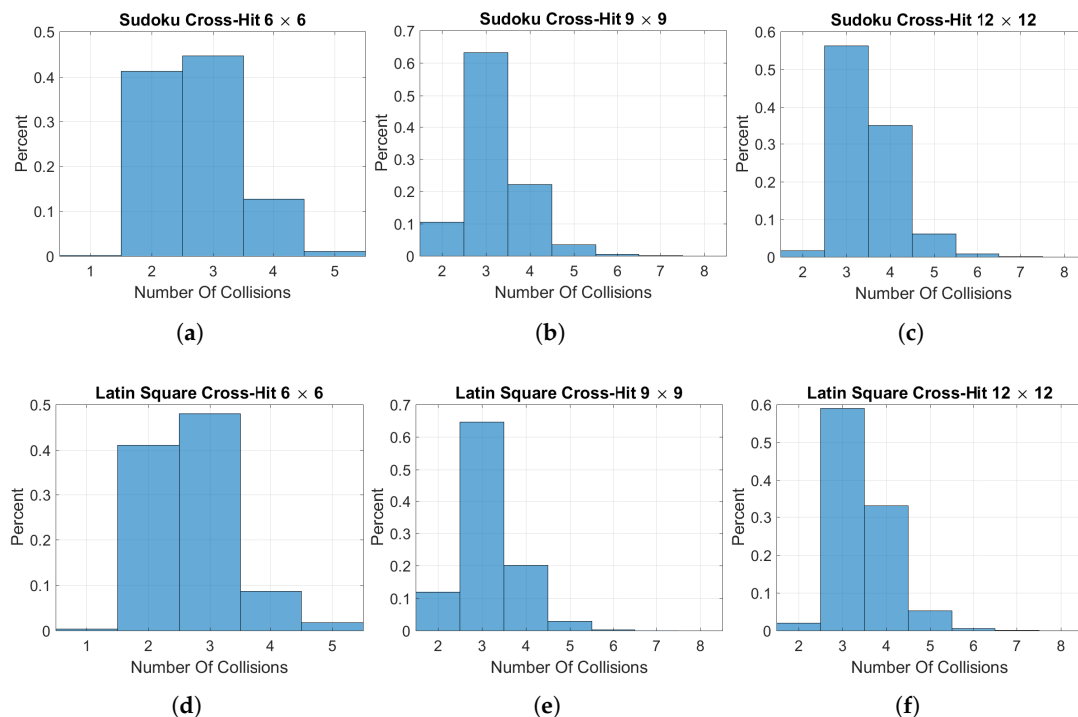 Sudoku Cross-Hit 6 × 6
Percent
0.5
0.4
0.3
0.2
0.1
0
1 2 3 4 5
Number Of Collisions
(a)
Sudoku Cross-Hit 9 × 9
Percent
0.7
0.6
0.5
0.4
0.3
0.2
0.1
0
2 3 4 5 6 7 8
Number Of Collisions
(b)
Sudoku Cross-Hit 12 × 12
Percent
0.6
0.5
0.4
0.3
0.2
0.1
0
2 3 4 5 6 7 8
Number Of Collisions
(c)
Latin Square Cross-Hit 6 × 6
Percent
0.5
0.4
0.3
0.2
0.1
0
1 2 3 4 5
Number Of Collisions
(d)
Latin Square Cross-Hit 9 × 9
Percent
0.7
0.6
0.5
0.4
0.3
0.2
0.1
0
2 3 4 5 6 7 8
Number Of Collisions
(e)
Latin Square Cross-Hit 12 × 12
Percent
0.6
0.5
0.4
0.3
0.2
0.1
0
2 3 4 5 6 7 8
Number Of Collisions
(f)